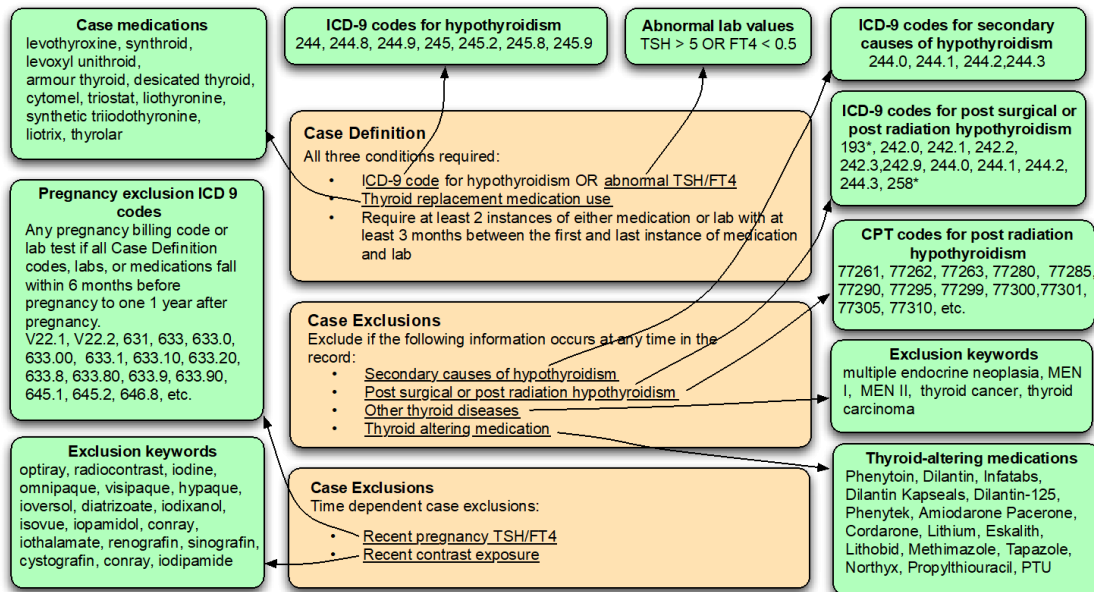 Case medications
levothyroxine, synthroid,
levoxyl unithroid,
armour thyroid, desicated thyroid,
cytomel, triostat, liothyronine,
synthetic triiodothyronine,
liotrix, thyrolar
ICD-9 codes for hypothyroidism
244, 244.8, 244.9, 245, 245.2, 245.8, 245.9
Abnormal lab values
TSH > 5 OR FT4 < 0.5
ICD-9 codes for secondary
causes of hypothyroidism
244.0, 244.1, 244.2,244.3
ICD-9 codes for post surgical or
post radiation hypothyroidism
193*, 242.0, 242.1, 242.2,
242.3,242.9, 244.0, 244.1, 244.2,
244.3, 258*
Case Definition
All three conditions required:
• ICD-9 code for hypothyroidism OR abnormal TSH/FT4
• Thyroid replacement medication use
• Require at least 2 instances of either medication or lab with at
least 3 months between the first and last instance of medication
and lab
Pregnancy exclusion ICD 9
codes
Any pregnancy billing code or
lab test if all Case Definition
codes, labs, or medications fall
within 6 months before
pregnancy to one 1 year after
pregnancy.
V22.1, V22.2, 631, 633, 633.0,
633.00, 633.1, 633.10, 633.20,
633.8, 633.80, 633.9, 633.90,
645.1, 645.2, 646.8, etc.
CPT codes for post radiation
hypothyroidism
77261, 77262, 77263, 77280, 77285,
77290, 77295, 77299, 77300,77301,
77305, 77310, etc.
Case Exclusions
Exclude if the following information occurs at any time in the
record:
• Secondary causes of hypothyroidism
• Post surgical or post radiation hypothyroidism
• Other thyroid diseases
• Thyroid altering medication
Exclusion keywords
multiple endocrine neoplasia, MEN
I, MEN II, thyroid cancer, thyroid
carcinoma
Exclusion keywords
optiray, radiocontrast, iodine,
omnipaque, visipaque, hypaque,
ioversol, diatrizoate, iodixanol,
isovue, iopamidol, conray,
iothalamate, renografin, sinografin,
cystografin, conray, iodipamide
Case Exclusions
Time dependent case exclusions:
• Recent pregnancy TSH/FT4
• Recent contrast exposure
Thyroid-altering medications
Phenytoin, Dilantin, Infatabs,
Dilantin Kapseals, Dilantin-125,
Phenytek, Amiodarone Pacerone,
Cordarone, Lithium, Eskalith,
Lithobid, Methimazole, Tapazole,
Northyx, Propylthiouracil, PTU